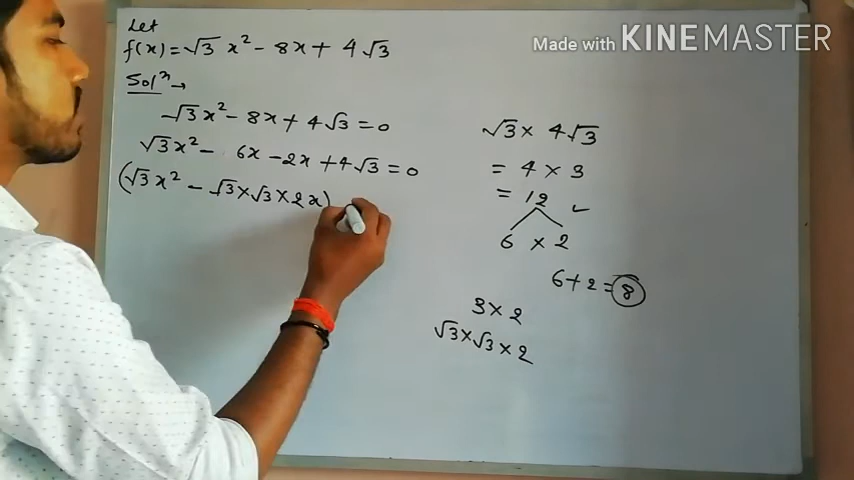 Let
f(x) = √3 x² - 8x + 4√3
Solⁿ →
√3x² - 8x + 4√3 = 0
√3x² - 6x - 2x + 4√3 = 0
(√3x² - √3×√3×2x)
√3 × 4√3
= 4 × 3
= 12 ✓
6 × 2
6+2=8
3×2
√3×√3×2
Made with KINEMASTER